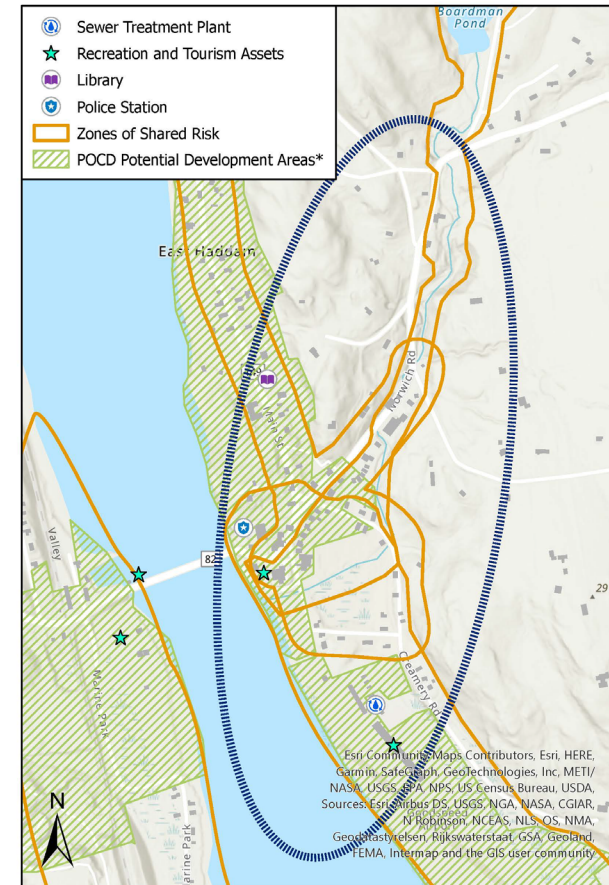 Sewer Treatment Plant
Recreation and Tourism Assets
Library
Police Station
Zones of Shared Risk
POCD Potential Development Areas*
Boardman
Pond
East Haddam
Norwich Rd
Main St
Valley
82
29
Marine Park
Creamery Rd
arine Park
N
Esri Community Maps Contributors, Esri, HERE,
Garmin, SafeGraph, GeoTechnologies, Inc, METI/
NASA, USGS, EPA, NPS, US Census Bureau, USDA,
Sources: Esri, Airbus DS, USGS, NGA, NASA, CGIAR,
N Robinson, NCEAS, NLS, OS, NMA,
Geodatastyrelsen, Rijkswaterstaat, GSA, Geoland,
FEMA, Intermap and the GIS user community